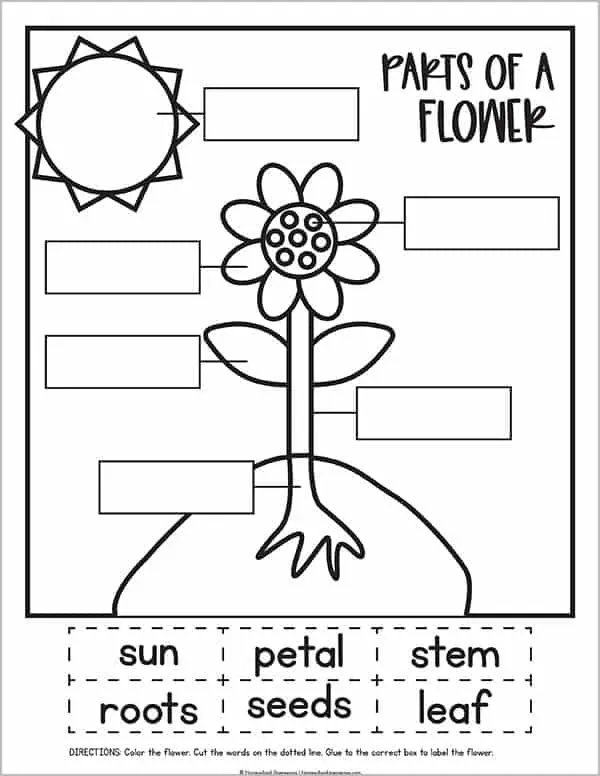 PARTS OF A
FLOWER
sun petal stem
roots seeds leaf
DIRECTIONS: Color the flower. Cut the words on the dotted line. Glue to the correct box to label the flower.